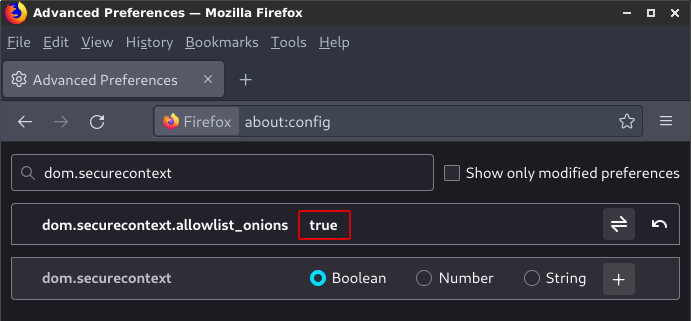 Advanced Preferences — Mozilla Firefox
File Edit View History Bookmarks Tools Help
Advanced Preferences
Firefox about:config
dom.securecontext Show only modified preferences
dom.securecontext.allowlist_onions true
dom.securecontext Boolean Number String